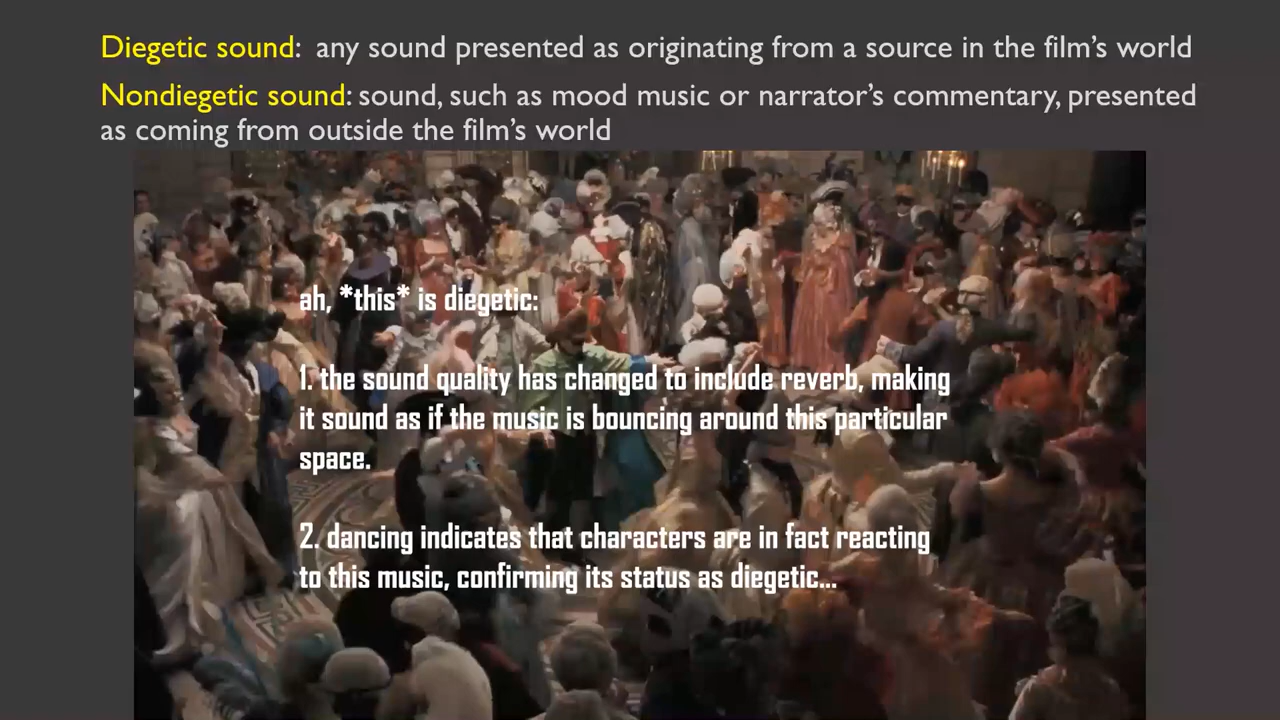 Diegetic sound:  any sound presented as originating from a source in the film’s world
Nondiegetic sound: sound, such as mood music or narrator’s commentary, presented
as coming from outside the film’s world
ah, *this* is diegetic:
1. the sound quality has changed to include reverb, making
it sound as if the music is bouncing around this particular
space.
2. dancing indicates that characters are in fact reacting
to this music, confirming its status as diegetic...